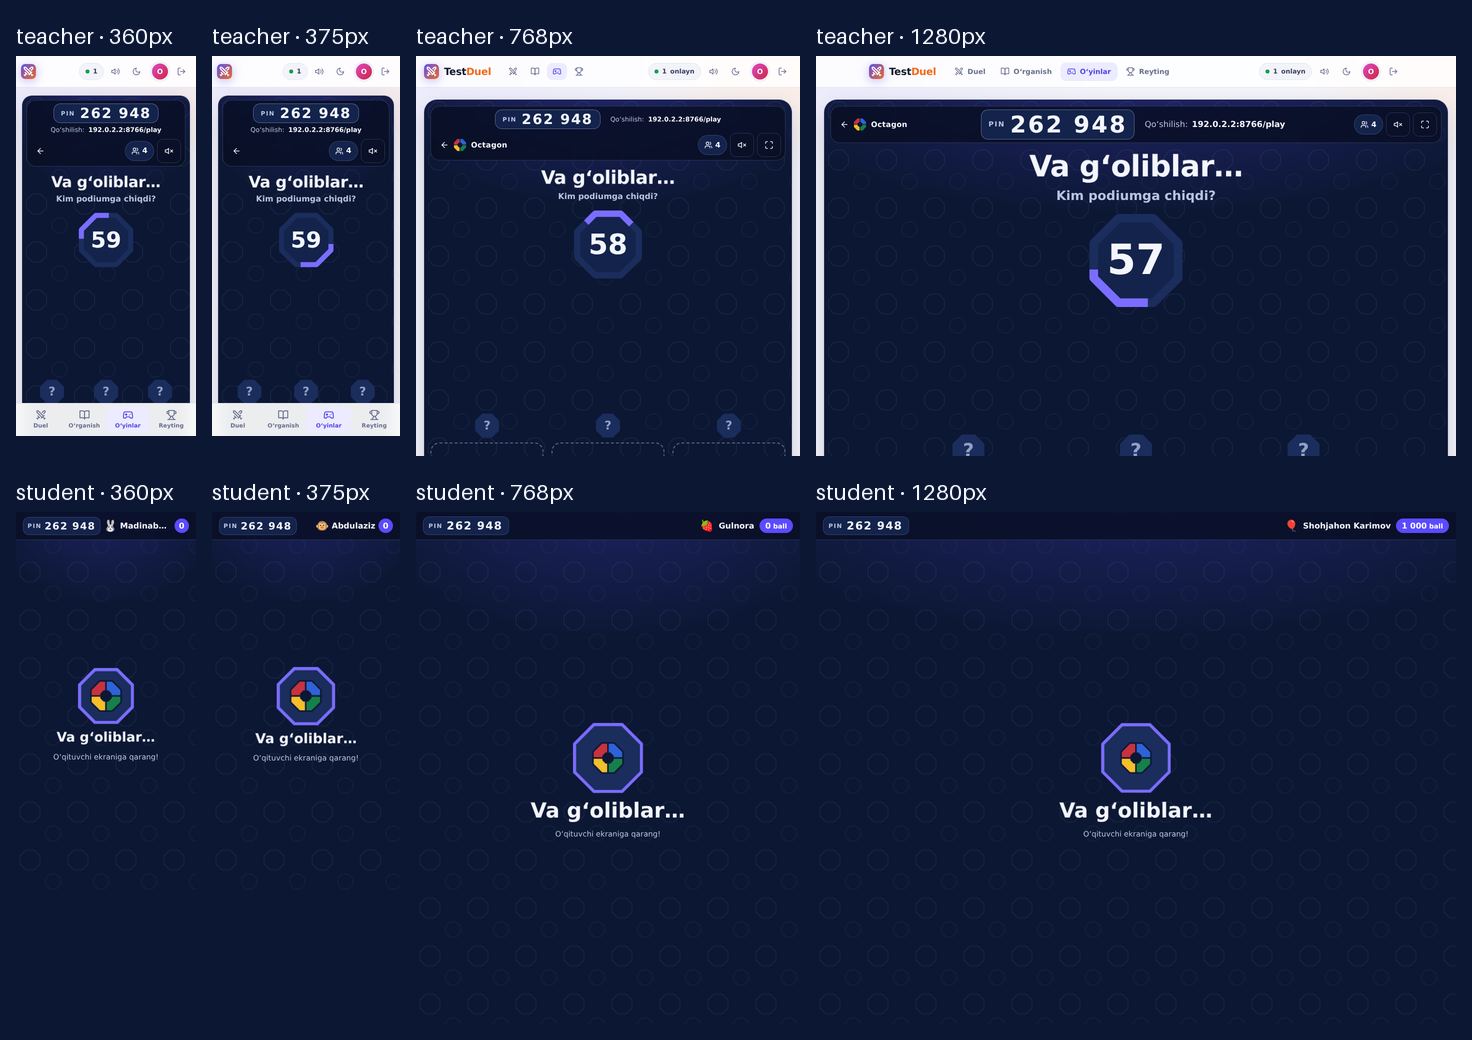 teacher · 360px
1
O
PIN 262 948
Qo‘shilish: 192.0.2.2:8766/play
4
Va g‘oliblar…
Kim podiumga chiqdi?
59
? ? ?
Duel O‘rganish O‘yinlar Reyting
teacher · 375px
1
O
PIN 262 948
Qo‘shilish: 192.0.2.2:8766/play
4
Va g‘oliblar…
Kim podiumga chiqdi?
59
? ? ?
Duel O‘rganish O‘yinlar Reyting
teacher · 768px
TestDuel 1 onlayn O
PIN 262 948 Qo‘shilish: 192.0.2.2:8766/play
Octagon 4
Va g‘oliblar…
Kim podiumga chiqdi?
58
? ? ?
teacher · 1280px
TestDuel Duel O‘rganish O‘yinlar Reyting 1 onlayn O
Octagon PIN 262 948 Qo‘shilish: 192.0.2.2:8766/play 4
Va g‘oliblar…
Kim podiumga chiqdi?
57
? ? ?
student · 360px
PIN 262 948 Madinab… 0
Va g‘oliblar…
O‘qituvchi ekraniga qarang!
student · 375px
PIN 262 948 Abdulaziz 0
Va g‘oliblar…
O‘qituvchi ekraniga qarang!
student · 768px
PIN 262 948 Gulnora 0 ball
Va g‘oliblar…
O‘qituvchi ekraniga qarang!
student · 1280px
PIN 262 948 Shohjahon Karimov 1 000 ball
Va g‘oliblar…
O‘qituvchi ekraniga qarang!